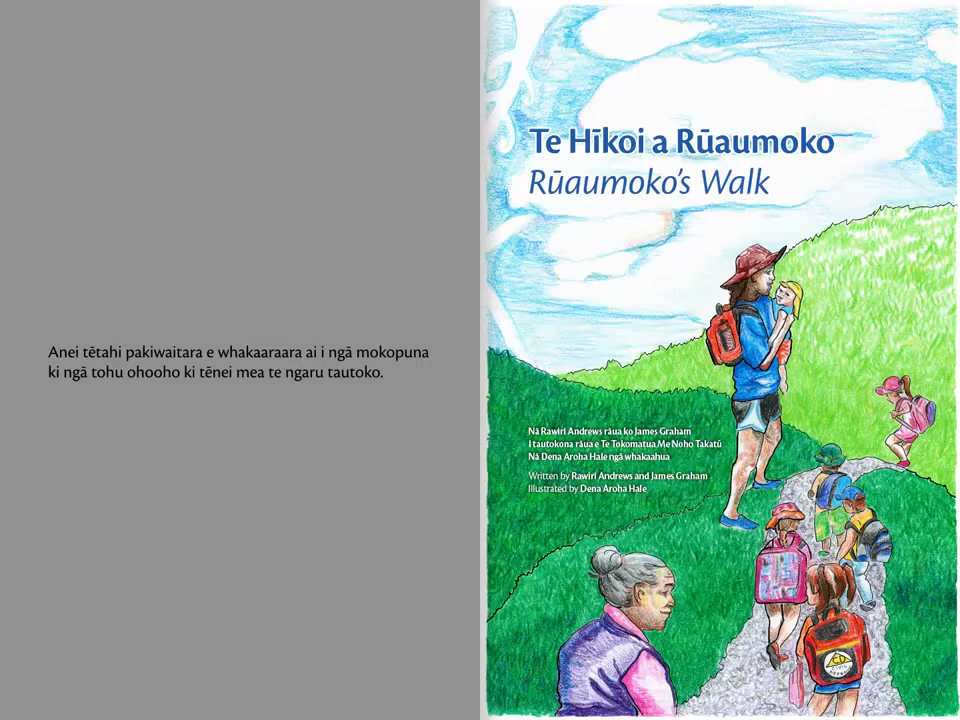 Anei tētahi pakiwaitara e whakaaraara ai i ngā mokopuna
ki ngā tohu ohooho ki tēnei mea te ngaru tautoko.
Te Hīkoi a Rūaumoko
Rūaumoko's Walk
Nā Rawiri Andrews rāua ko James Graham
I tautokona rāua e Te Tokomatua Me Noho Takatū
Nā Dena Aroha Hale ngā whakaahua
Written by Rawiri Andrews and James Graham
Illustrated by Dena Aroha Hale
CD